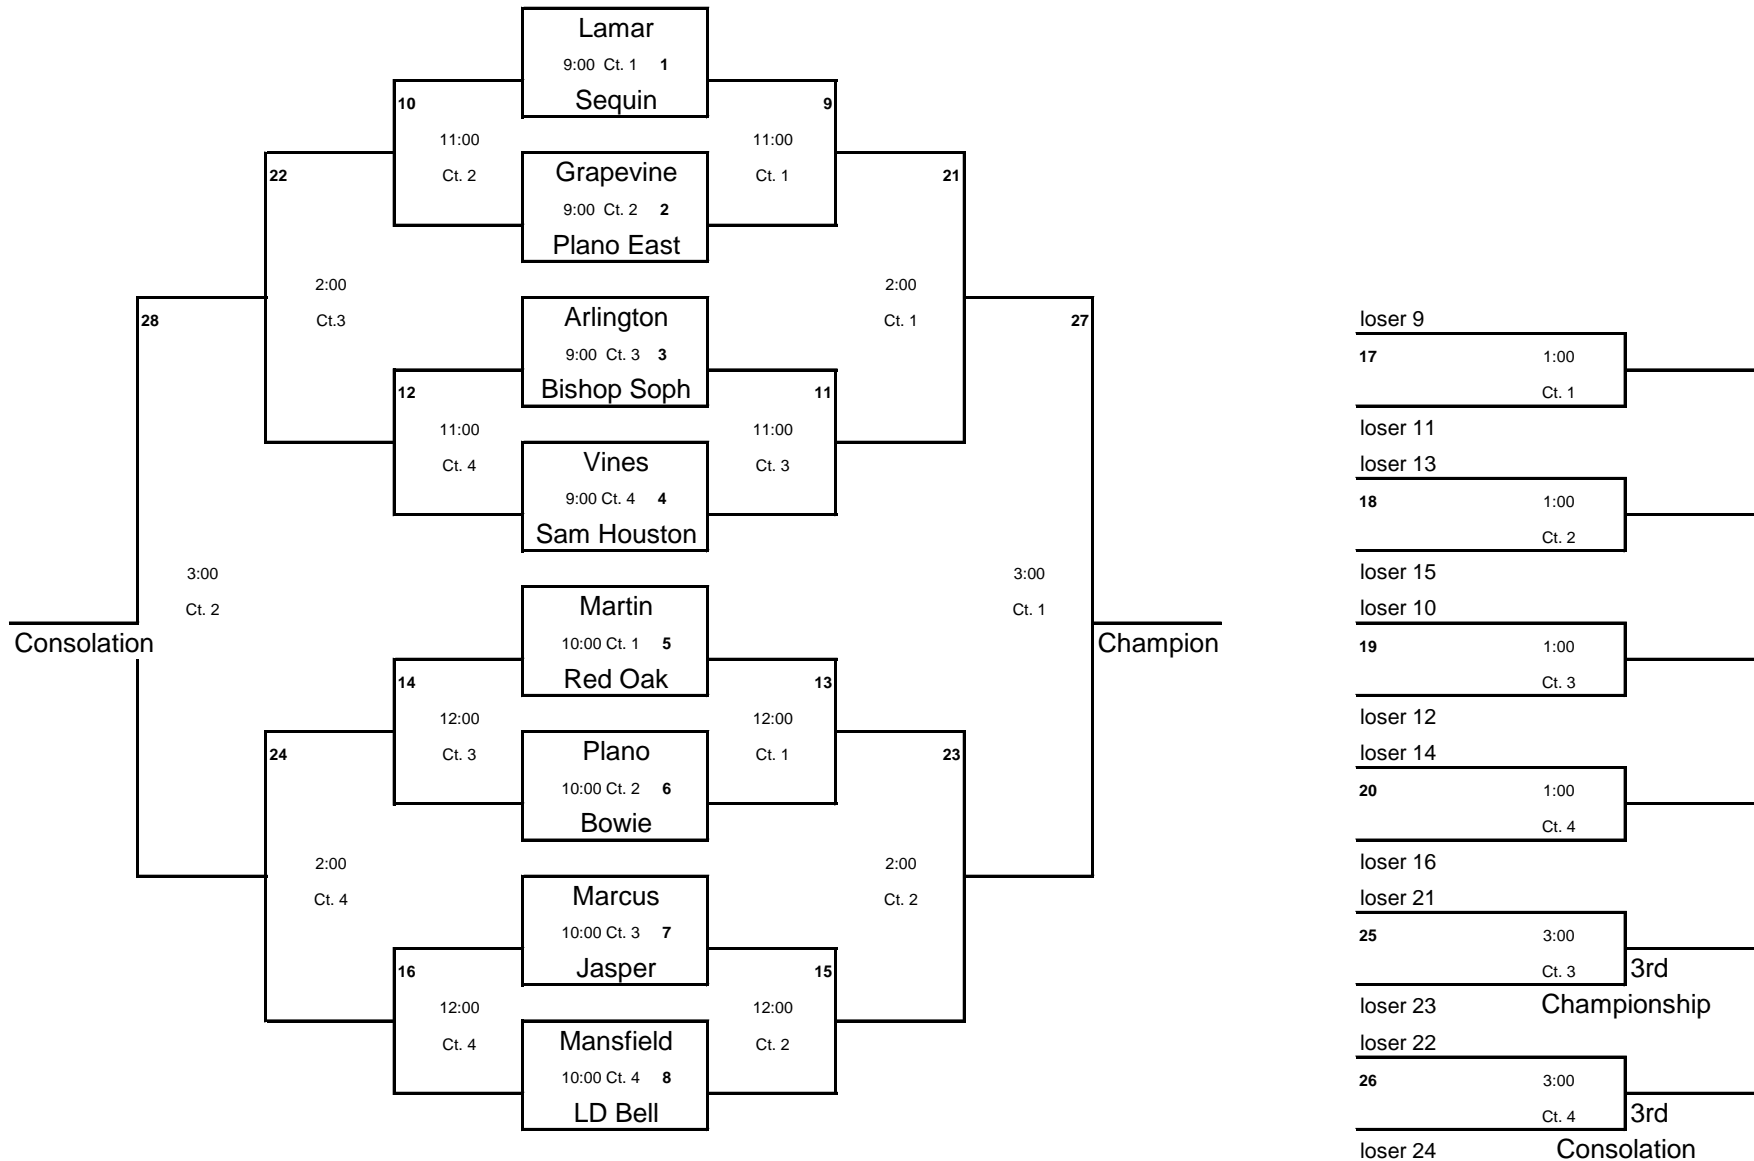 Lamar
9:00 Ct. 1 1
Sequin
10
9
11:00
11:00
Ct. 2
Ct. 1
22
21
Grapevine
9:00 Ct. 2 2
Plano East
2:00
Ct.3
2:00
Ct. 1
28
27
Arlington
9:00 Ct. 3 3
Bishop Soph
12
11
11:00
11:00
Ct. 4
Ct. 3
Vines
9:00 Ct. 4 4
Sam Houston
3:00
Ct. 2
3:00
Ct. 1
Consolation
Champion
Martin
10:00 Ct. 1 5
Red Oak
14
13
12:00
12:00
Ct. 3
Ct. 1
24
23
Plano
10:00 Ct. 2 6
Bowie
2:00
Ct. 4
2:00
Ct. 2
Marcus
10:00 Ct. 3 7
Jasper
16
15
12:00
12:00
Ct. 4
Ct. 2
Mansfield
10:00 Ct. 4 8
LD Bell
loser 9
17 1:00
Ct. 1
loser 11
loser 13
18 1:00
Ct. 2
loser 15
loser 10
19 1:00
Ct. 3
loser 12
loser 14
20 1:00
Ct. 4
loser 16
loser 21
25 3:00
Ct. 3 3rd
loser 23 Championship
loser 22
26 3:00
Ct. 4 3rd
loser 24 Consolation